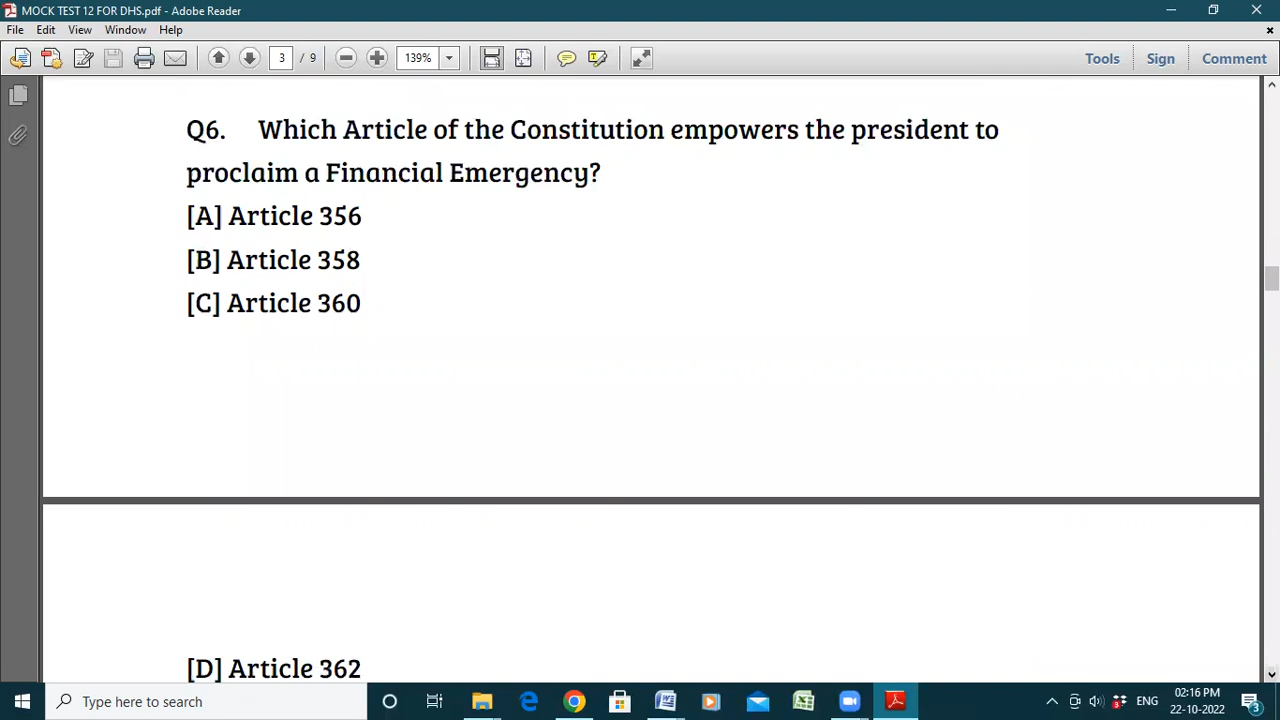 MOCK TEST 12 FOR DHS.pdf - Adobe Reader
File Edit View Window Help
3 / 9 139% Tools Sign Comment
Q6. Which Article of the Constitution empowers the president to
proclaim a Financial Emergency?
[A] Article 356
[B] Article 358
[C] Article 360
[D] Article 362
Type here to search
3 ENG
02:16 PM
22-10-2022
3